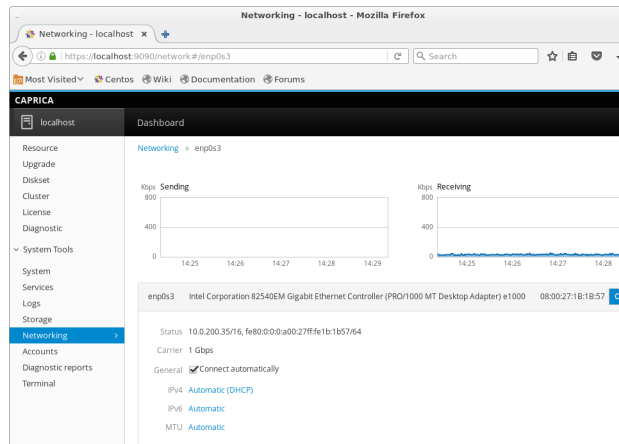 Networking - localhost - Mozilla Firefox
Networking - localhost
https://localhost:9090/network#/enp0s3
Search
Most Visited
Centos
Wiki
Documentation
Forums
CAPRICA
localhost
Dashboard
Resource
Upgrade
Diskset
Cluster
License
Diagnostic
System Tools
System
Services
Logs
Storage
Networking
Accounts
Diagnostic reports
Terminal
Networking » enp0s3
Kbps Sending
800
400
0
14:25 14:26 14:27 14:28 14:29
Kbps Receiving
800
400
0
14:25 14:26 14:27 14:28
enp0s3 Intel Corporation 82540EM Gigabit Ethernet Controller (PRO/1000 MT Desktop Adapter) e1000 08:00:27:1B:1B:57
Status 10.0.200.35/16, fe80:0:0:0:a00:27ff:fe1b:1b57/64
Carrier 1 Gbps
General Connect automatically
IPv4 Automatic (DHCP)
IPv6 Automatic
MTU Automatic